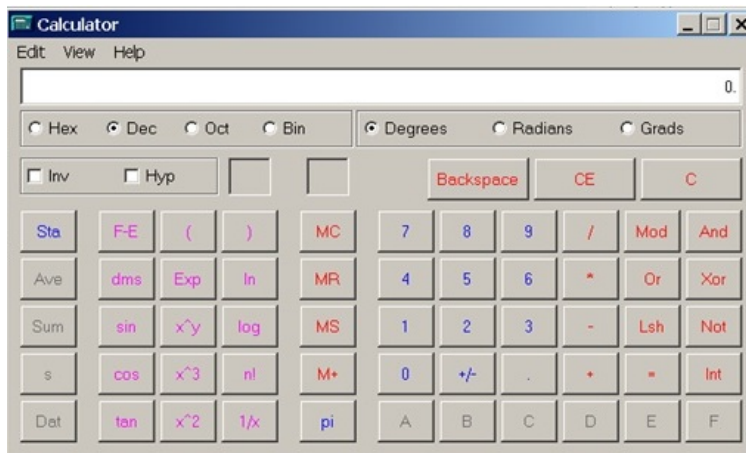 Calculator
Edit View Help
0.
Hex Dec Oct Bin Degrees Radians Grads
Inv Hyp Backspace CE C
Sta F-E ( ) MC 7 8 9 / Mod And
Ave dms Exp ln MR 4 5 6 * Or Xor
Sum sin x^y log MS 1 2 3 - Lsh Not
s cos x^3 n! M+ 0 +/- . + = Int
Dat tan x^2 1/x pi A B C D E F